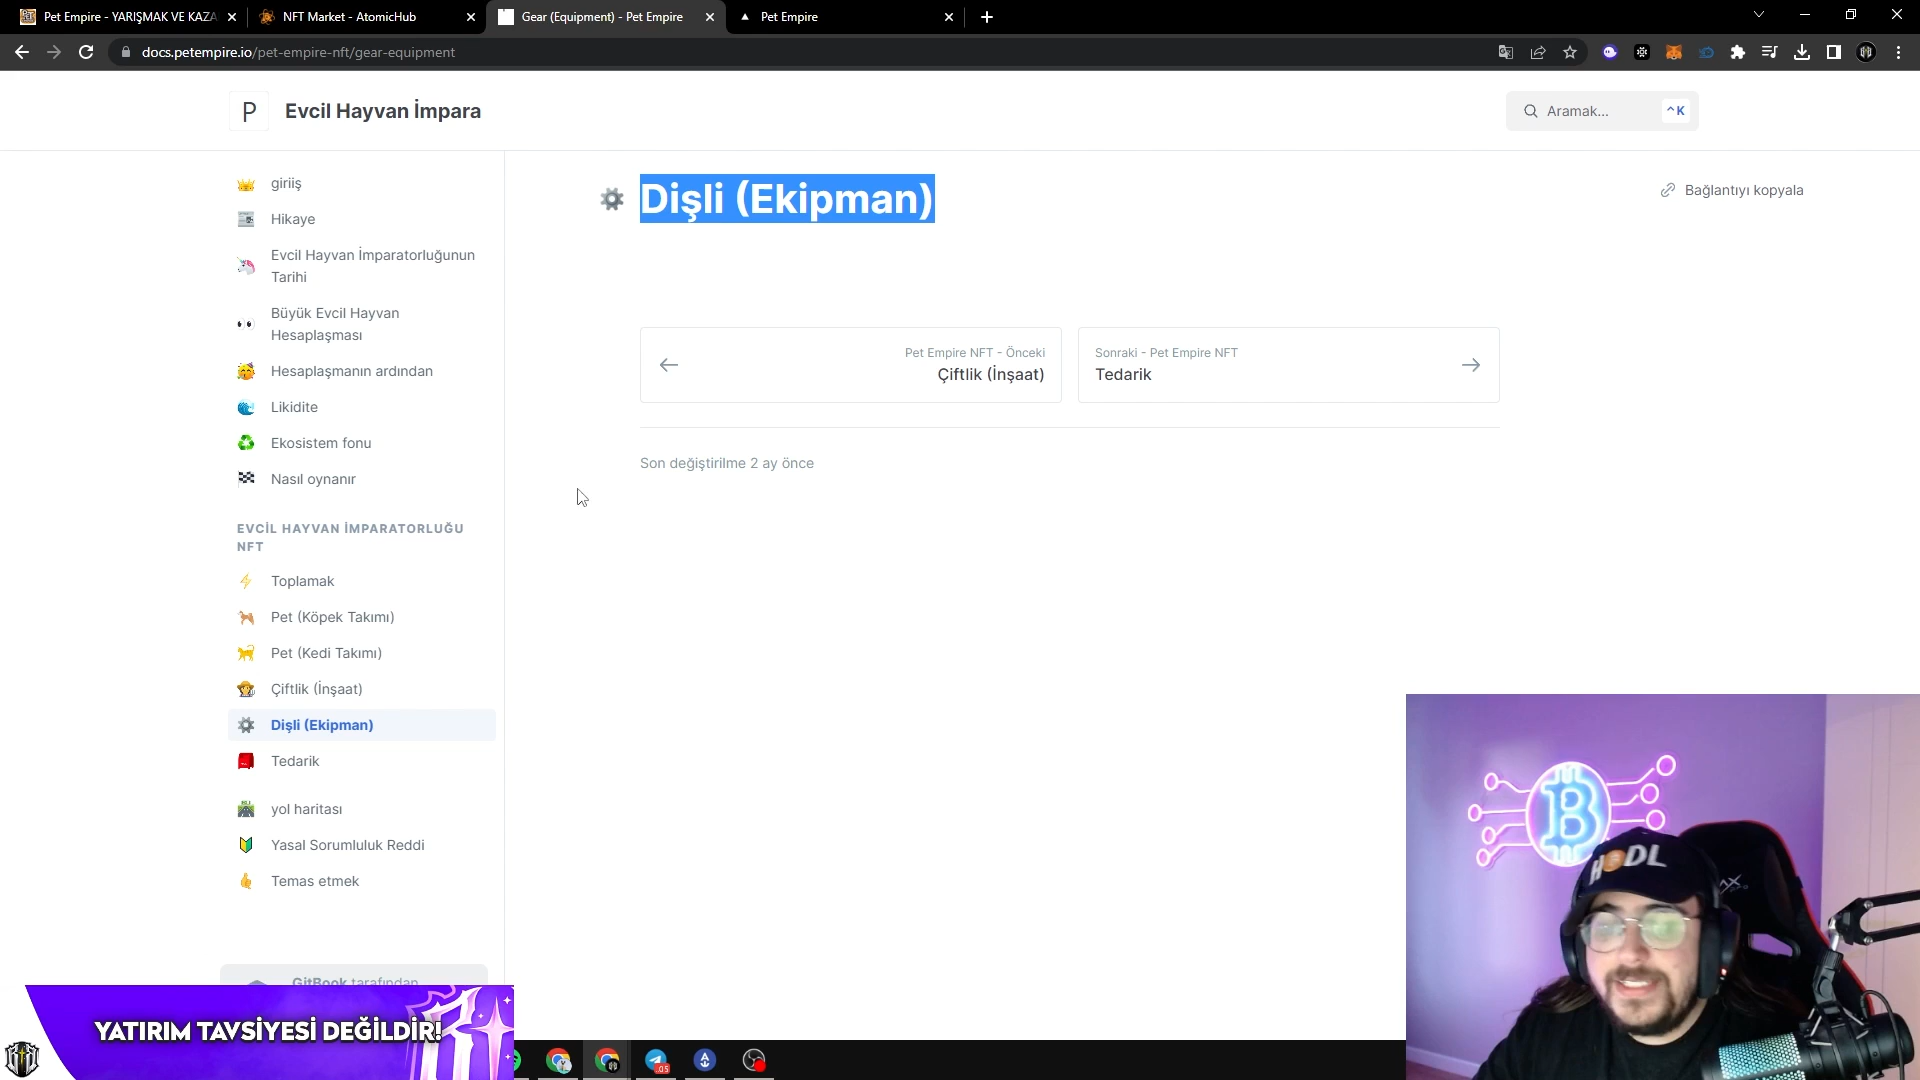 Pet Empire - YARIŞMAK VE KAZA
NFT Market - AtomicHub
Gear (Equipment) - Pet Empire
Pet Empire
docs.petempire.io/pet-empire-nft/gear-equipment
P
Evcil Hayvan İmpara
Aramak...
^K
giriiş
Hikaye
Evcil Hayvan İmparatorluğunun
Tarihi
Büyük Evcil Hayvan
Hesaplaşması
Hesaplaşmanın ardından
Likidite
Ekosistem fonu
Nasıl oynanır
EVCİL HAYVAN İMPARATORLUĞU
NFT
Toplamak
Pet (Köpek Takımı)
Pet (Kedi Takımı)
Çiftlik (İnşaat)
Dişli (Ekipman)
Tedarik
yol haritası
Yasal Sorumluluk Reddi
Temas etmek
GitBook tarafından
Dişli (Ekipman)
Bağlantıyı kopyala
Pet Empire NFT - Önceki
Çiftlik (İnşaat)
Sonraki - Pet Empire NFT
Tedarik
Son değiştirilme 2 ay önce
YATIRIM TAVSİYESİ DEĞİLDİR!
HODL